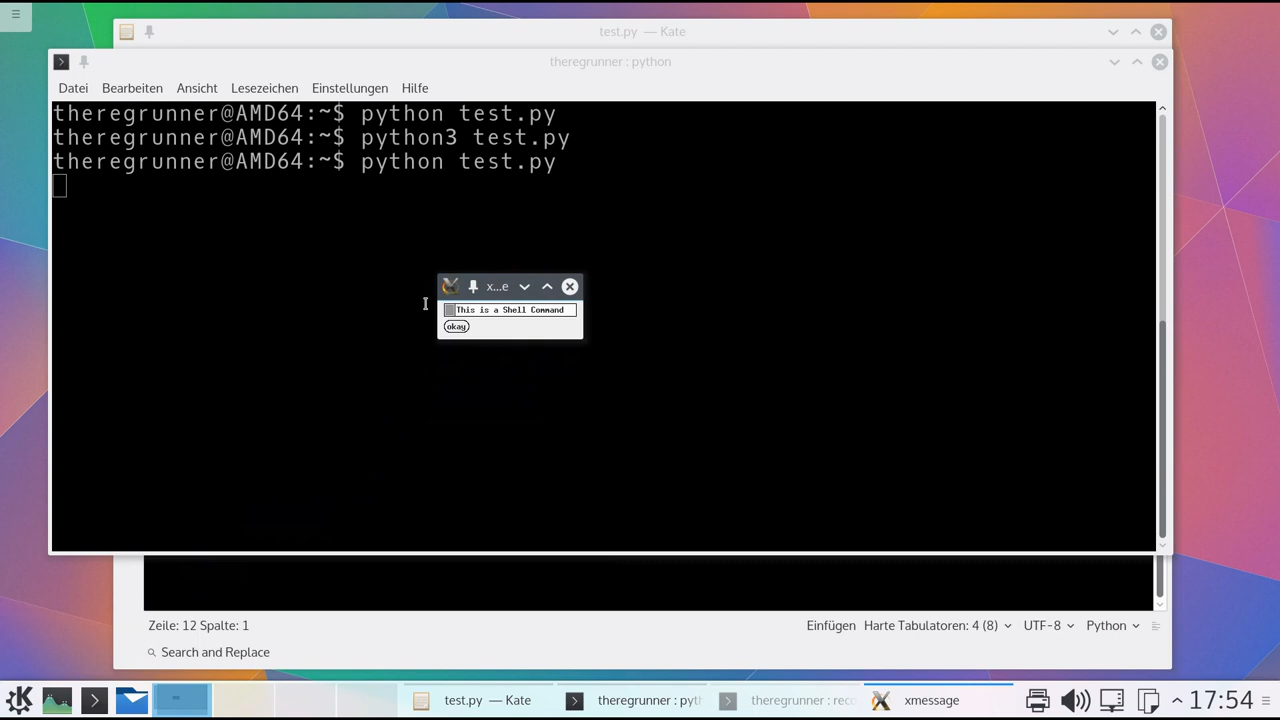 test.py — Kate
theregrunner : python
Datei Bearbeiten Ansicht Lesezeichen Einstellungen Hilfe
theregrunner@AMD64:~$ python test.py
theregrunner@AMD64:~$ python3 test.py
theregrunner@AMD64:~$ python test.py
x...e
This is a Shell Command
okay
Zeile: 12 Spalte: 1 Einfügen Harte Tabulatoren: 4 (8) UTF-8 Python
Search and Replace
test.py — Kate theregrunner : pyth theregrunner : rec xmessage 17:54